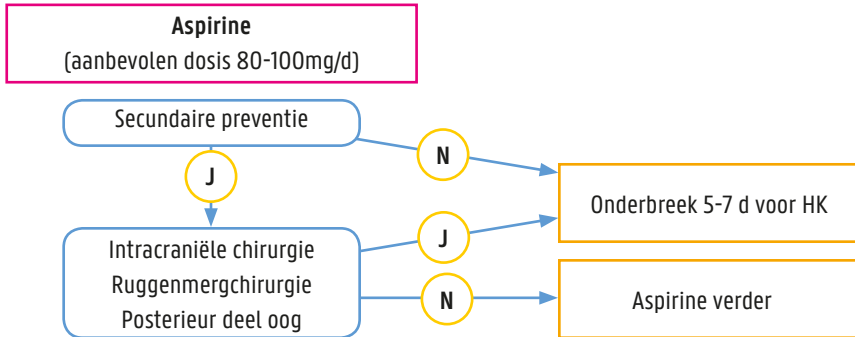 Aspirine
(aanbevolen dosis 80-100mg/d)
Secundaire preventie
N
J
Onderbreek 5-7 d voor HK
Intracraniële chirurgie
Ruggenmergchirurgie
Posterieur deel oog
J
N
Aspirine verder